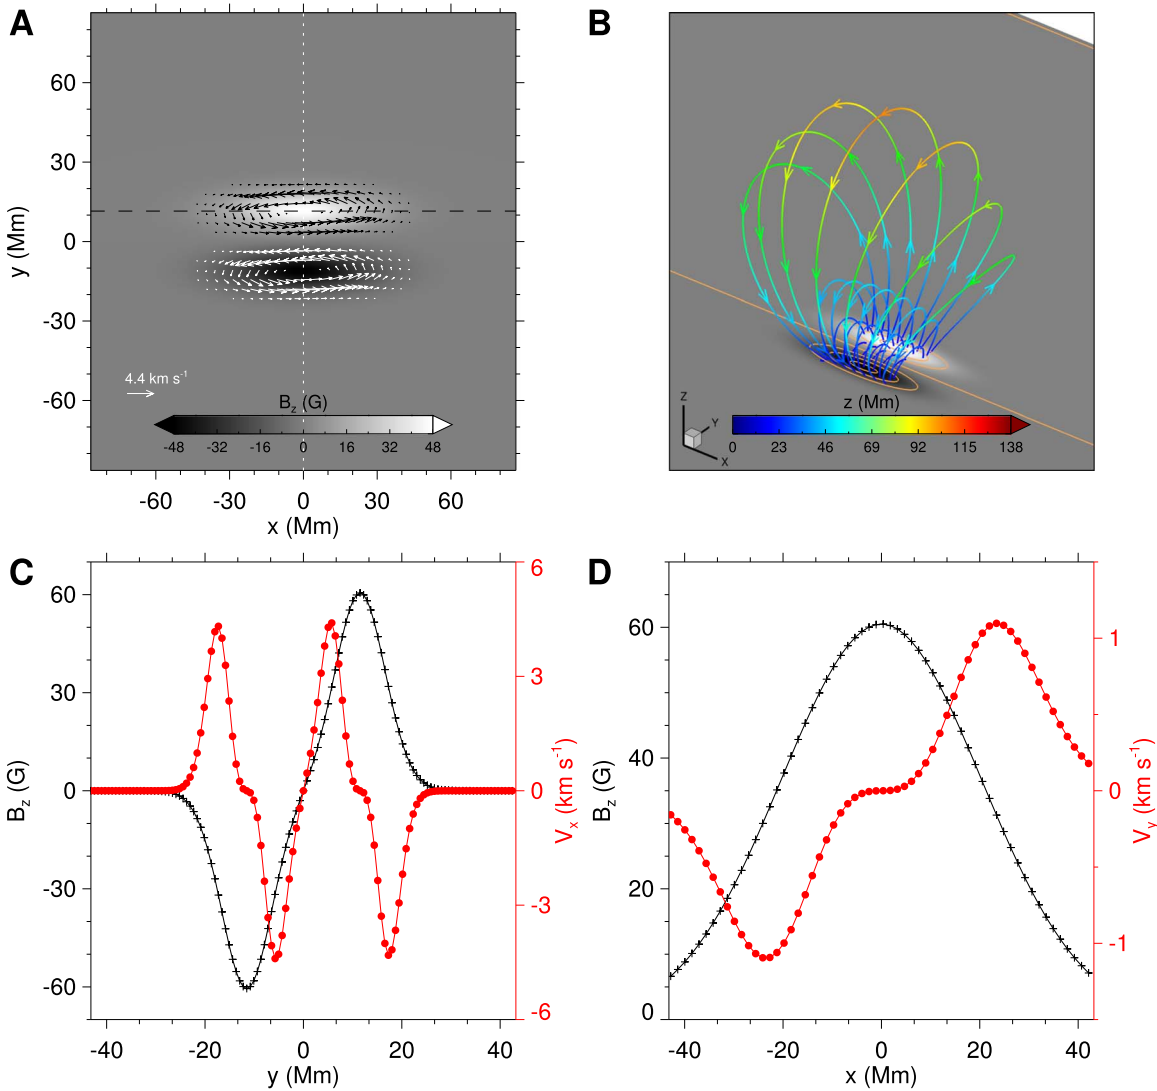 A
60
30
0
-30
-60
y (Mm)
4.4 km s-1
Bz (G)
-48 -32 -16 0 16 32 48
-60 -30 0 30 60
x (Mm)
B
Z
Y
X
z (Mm)
0 23 46 69 92 115 138
C
60
30
0
-30
-60
Bz (G)
6
3
0
-3
-6
Vx (km s-1)
-40 -20 0 20 40
y (Mm)
D
60
40
20
0
Bz (G)
1
0
-1
Vy (km s-1)
-40 -20 0 20 40
x (Mm)